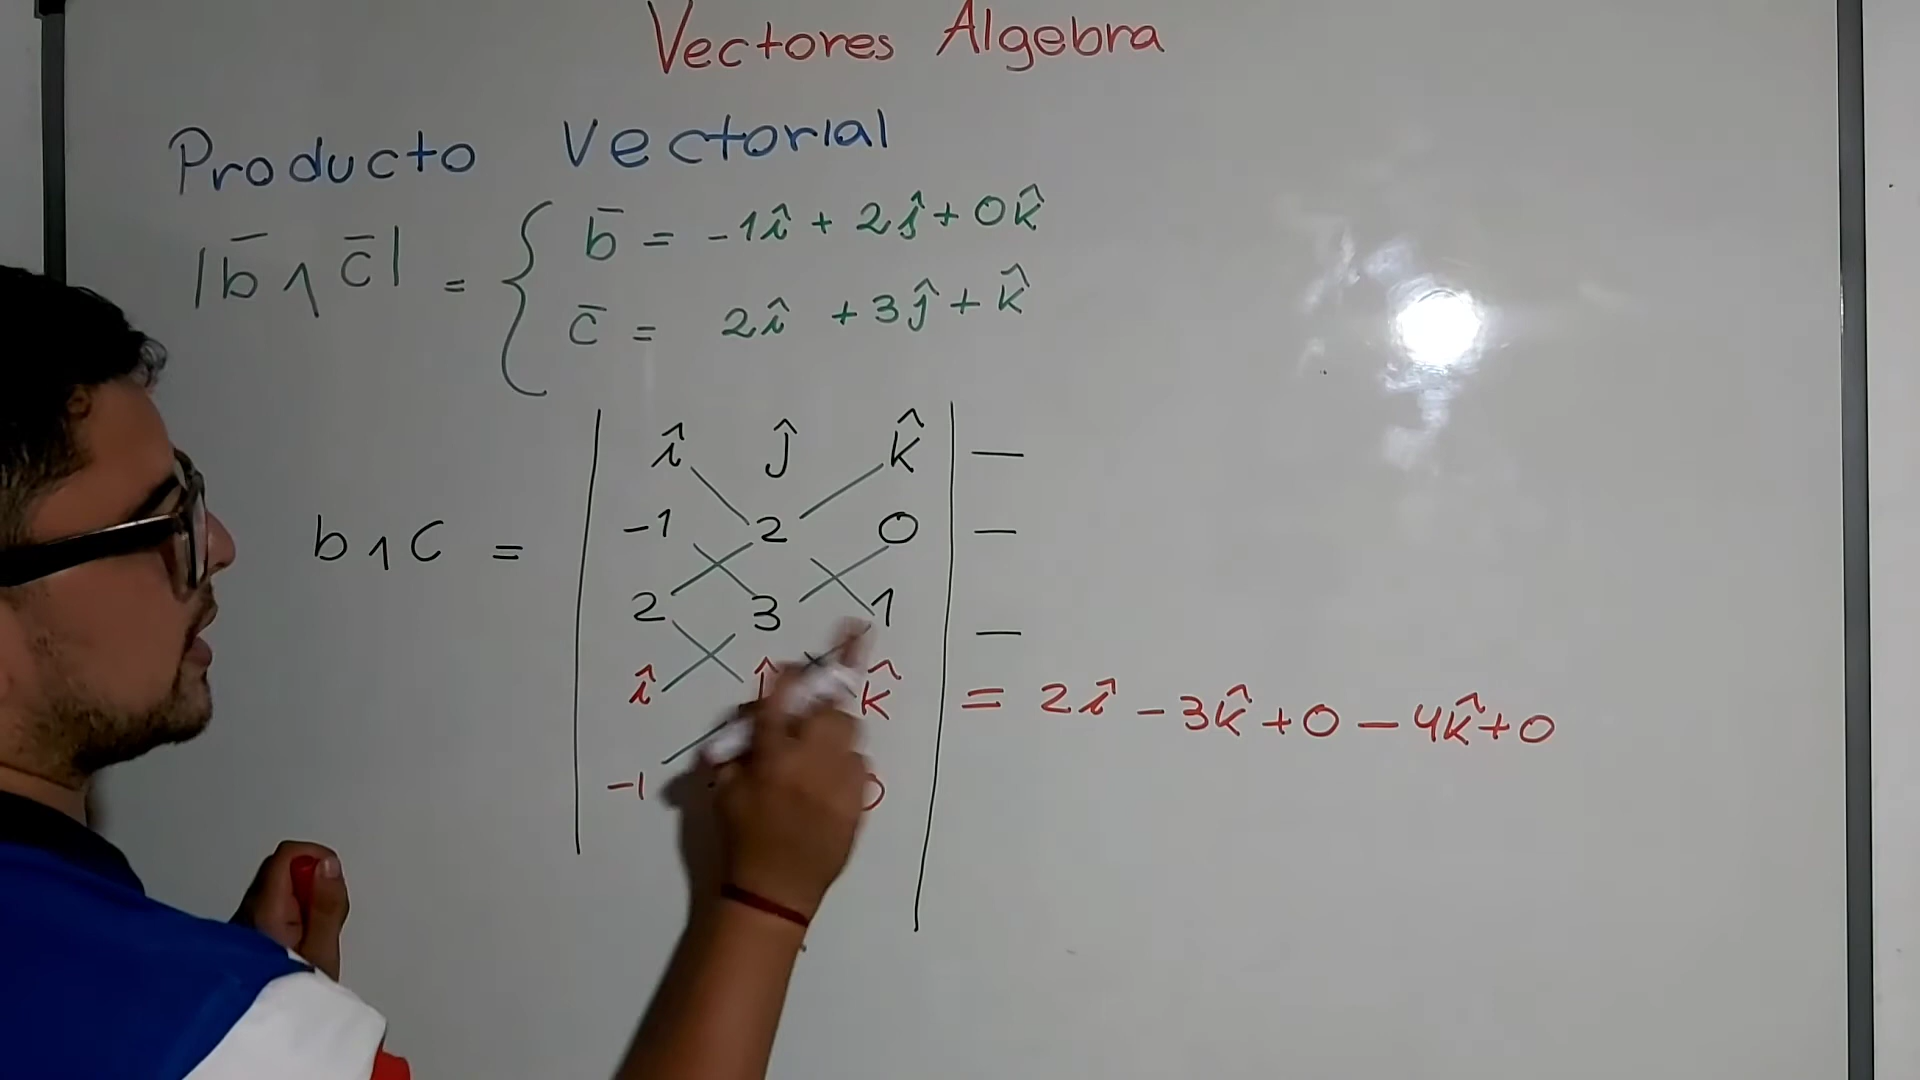 Vectores Algebra
Producto Vectorial
|b̄ ∧ c̄| = { b̄ = -1î + 2ĵ + 0k̂
c̄ = 2î + 3ĵ + k̂
î ĵ k̂ —
b ∧ c = -1 2 0 —
2 3 1 —
î k̂ = 2î - 3k̂ + 0 - 4k̂ + 0
-1 0